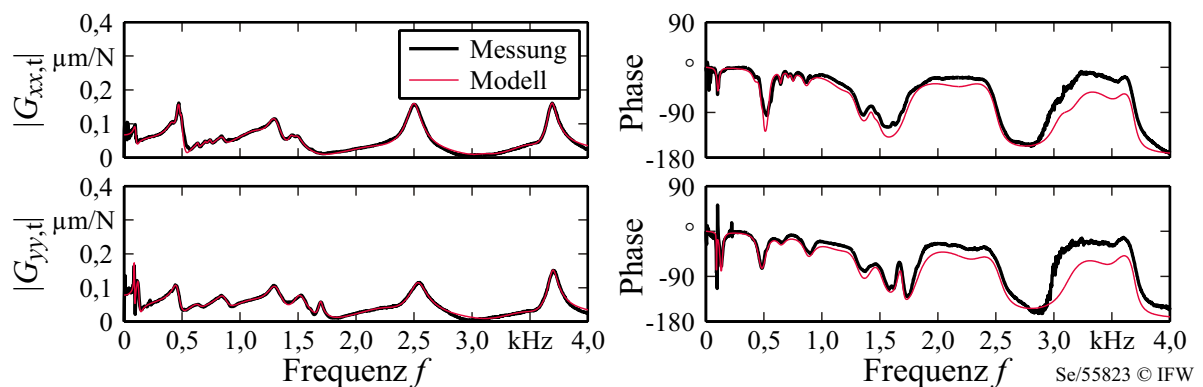 |G_xx,t|
0,4
µm/N
0,2
0,1
0
Messung
Modell
Phase
90
°
-90
-180
|G_yy,t|
0,4
µm/N
0,2
0,1
0
0 0,5 1,0 1,5 2,0 2,5 3,0 kHz 4,0
Frequenz f
Phase
90
°
-90
-180
0 0,5 1,0 1,5 2,0 2,5 3,0 kHz 4,0
Frequenz f
Se/55823 © IFW